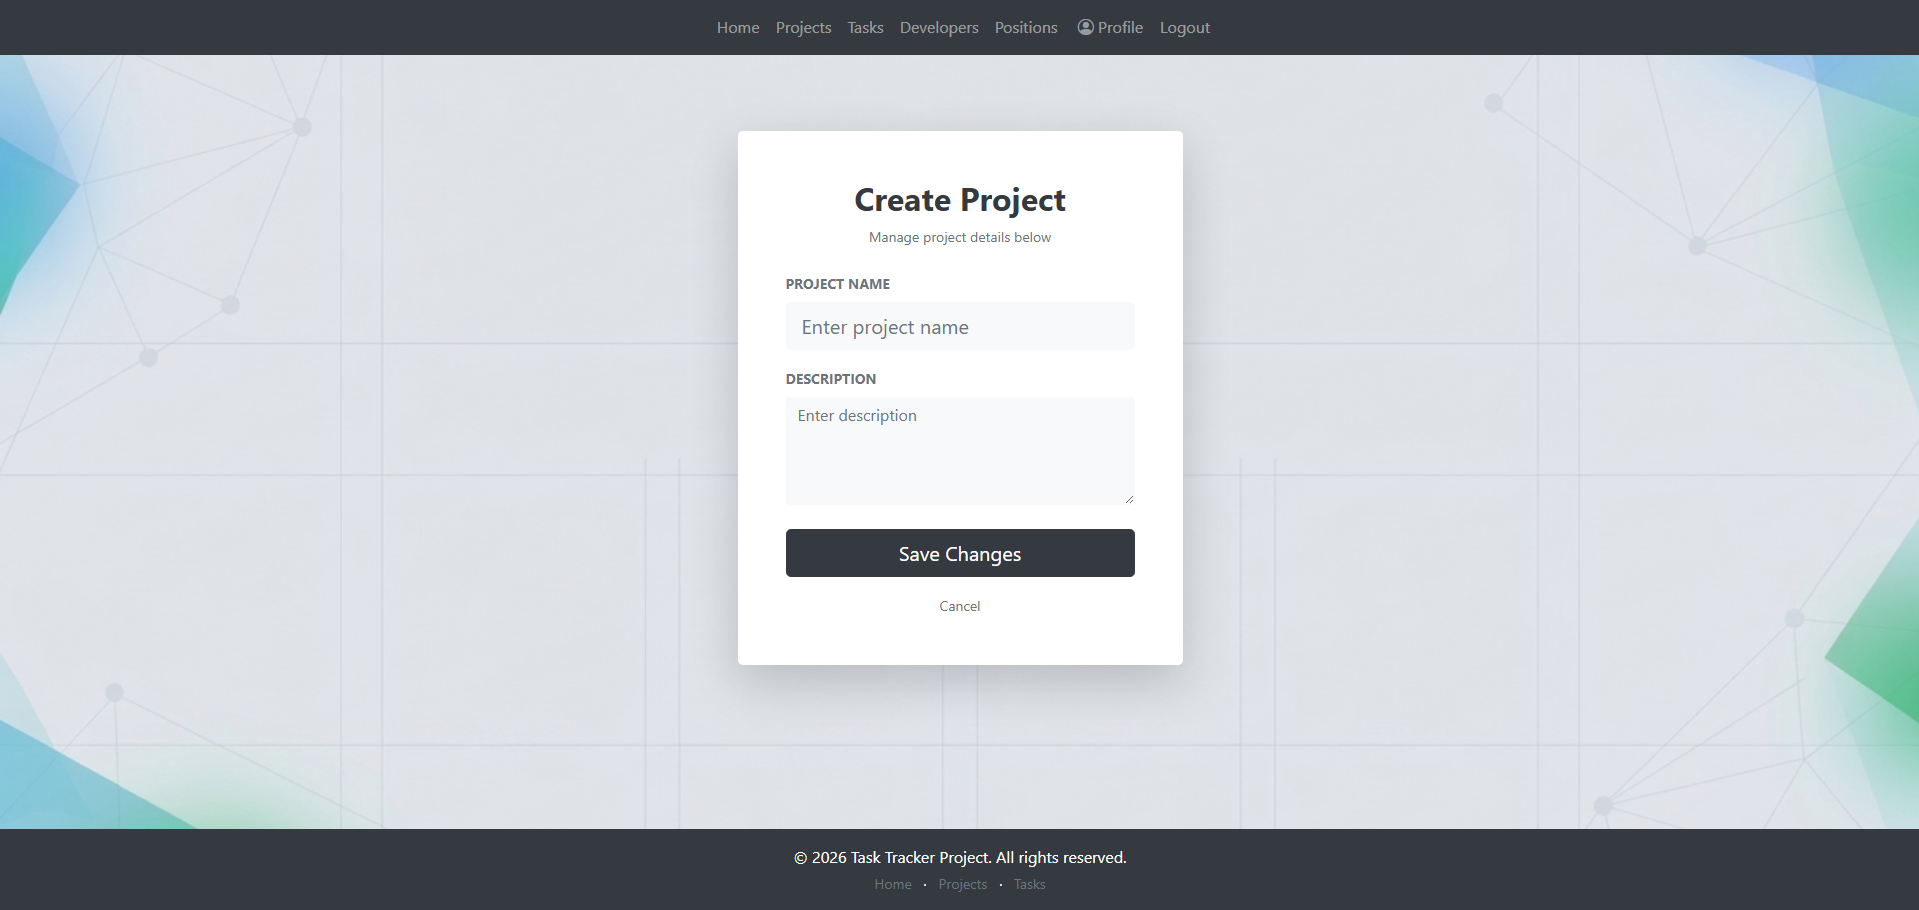 Home Projects Tasks Developers Positions Profile Logout
Create Project
Manage project details below
PROJECT NAME
Enter project name
DESCRIPTION
Enter description
Save Changes
Cancel
© 2026 Task Tracker Project. All rights reserved.
Home · Projects · Tasks